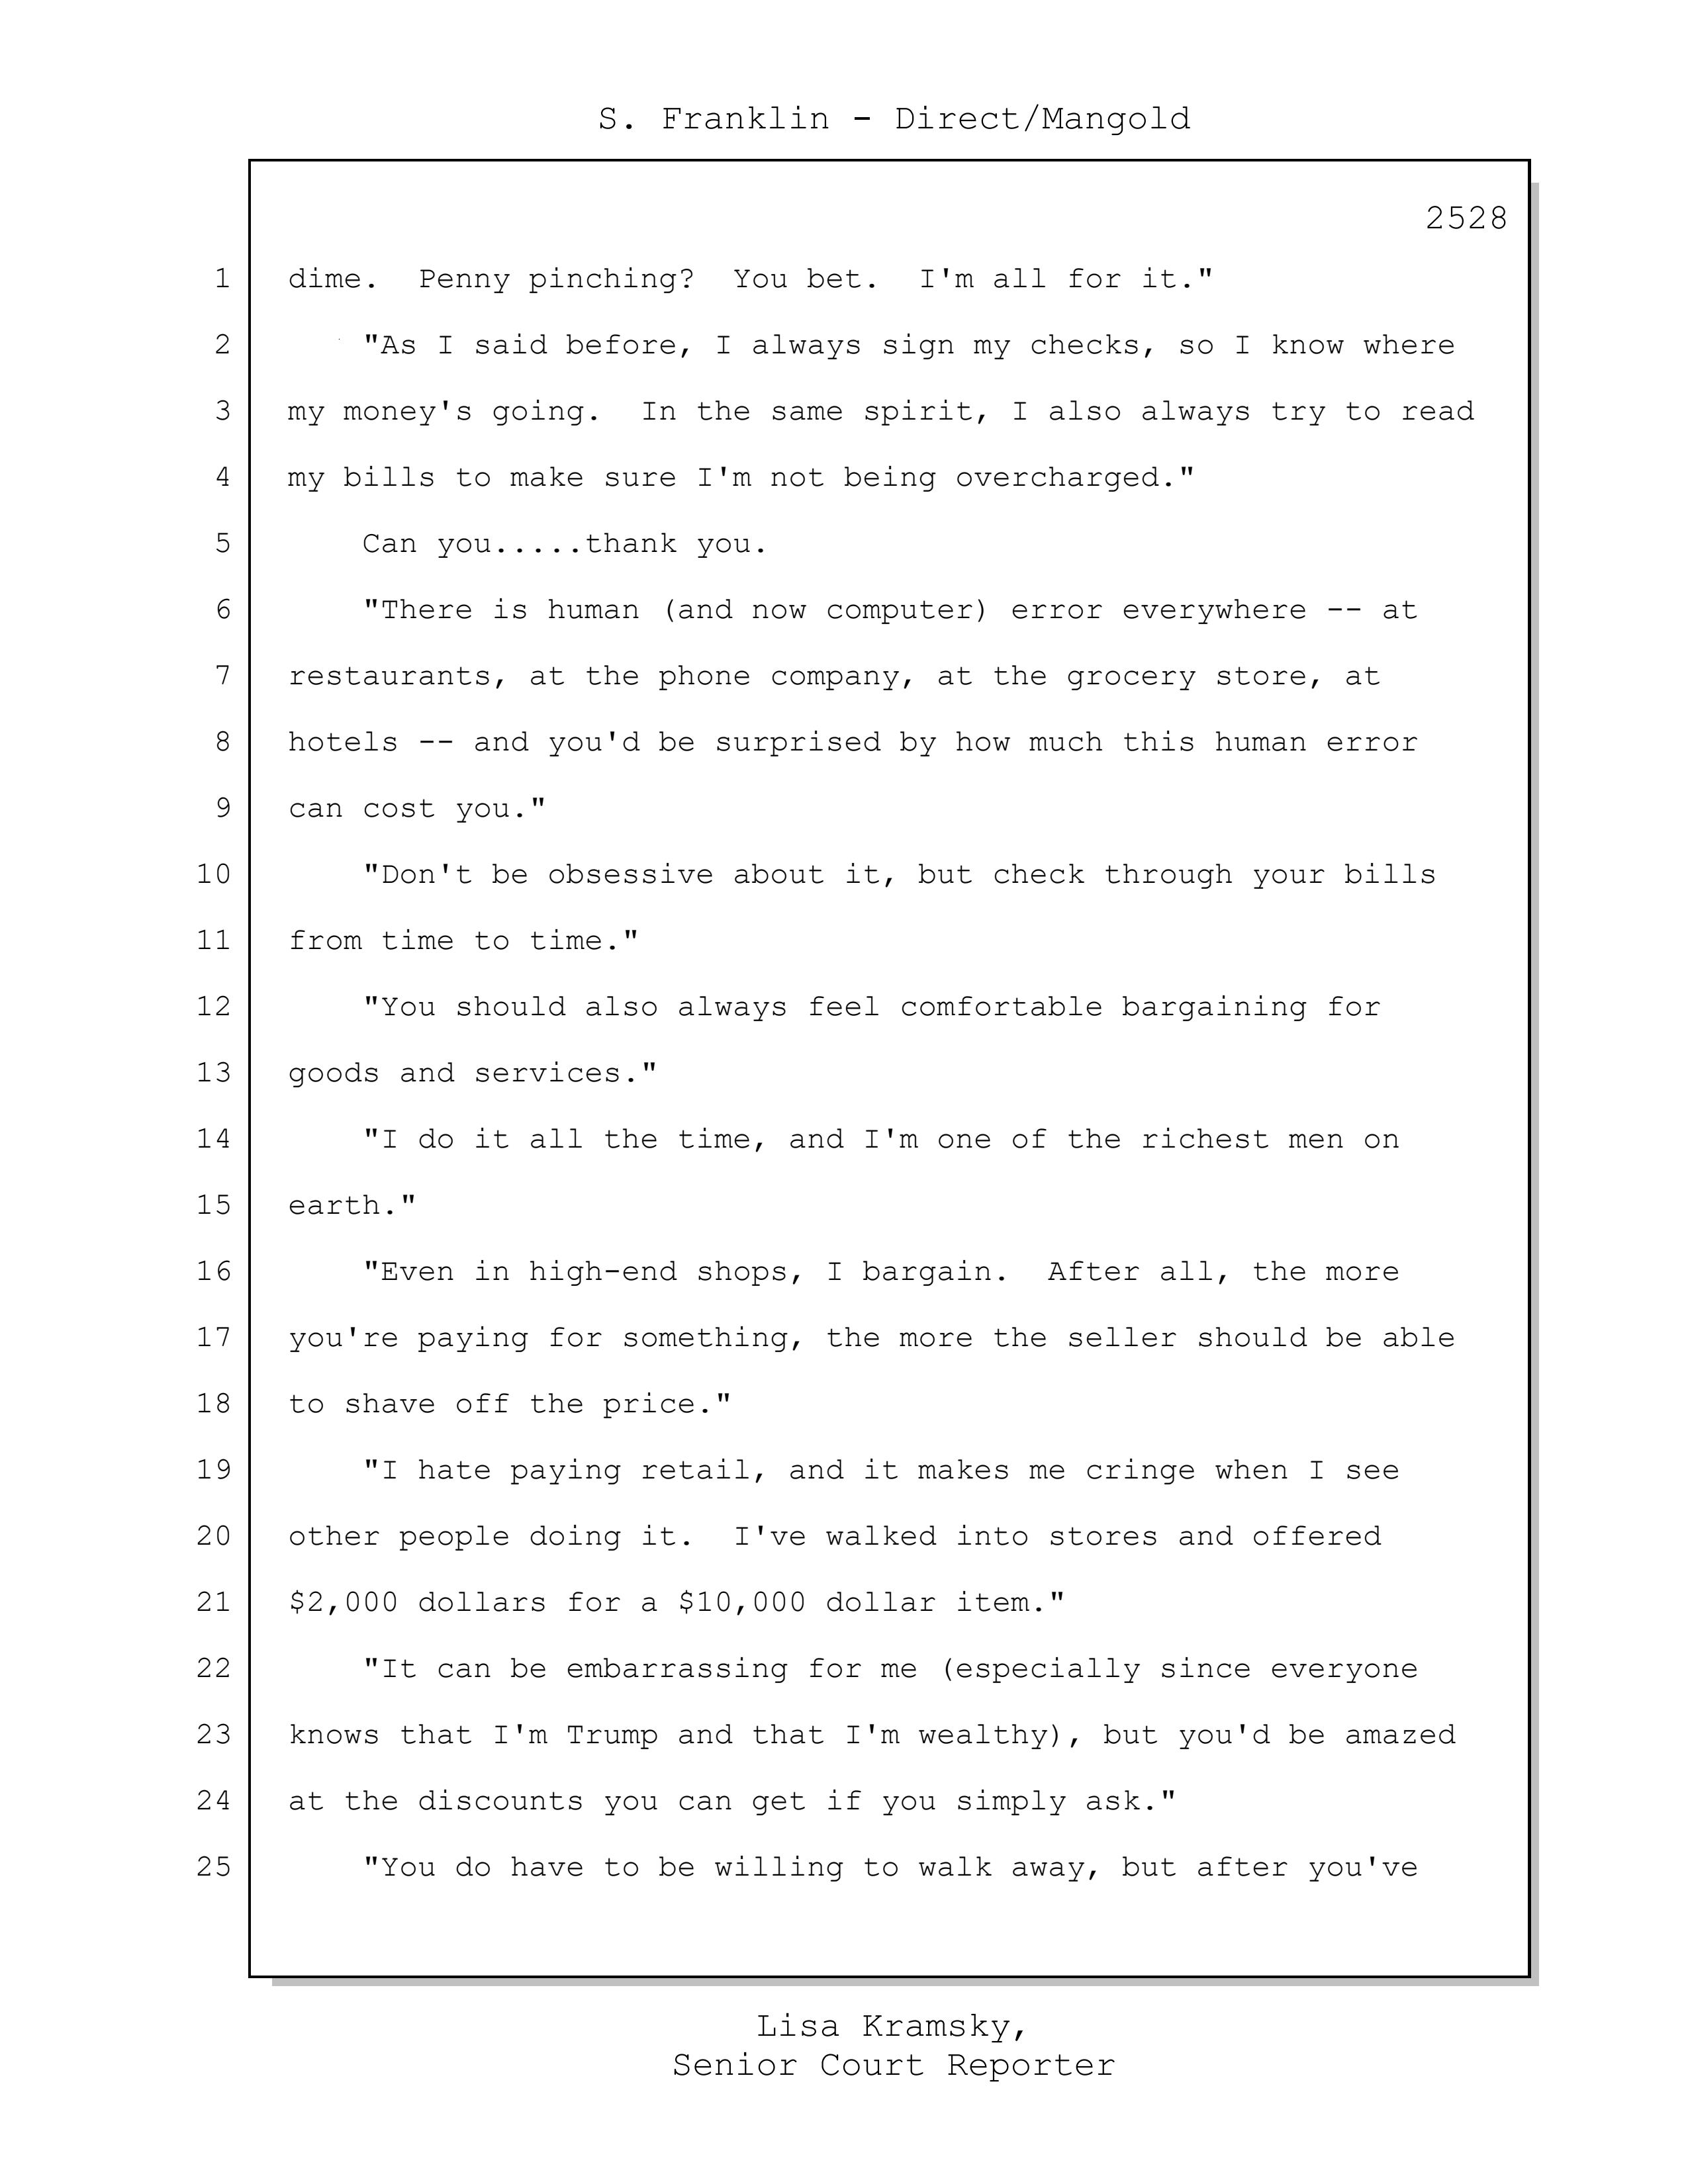 S. Franklin - Direct/Mangold
2528
1 dime.  Penny pinching?  You bet.  I'm all for it."
2 "As I said before, I always sign my checks, so I know where
3 my money's going.  In the same spirit, I also always try to read
4 my bills to make sure I'm not being overcharged."
5 Can you.....thank you.
6 "There is human (and now computer) error everywhere -- at
7 restaurants, at the phone company, at the grocery store, at
8 hotels -- and you'd be surprised by how much this human error
9 can cost you."
10 "Don't be obsessive about it, but check through your bills
11 from time to time."
12 "You should also always feel comfortable bargaining for
13 goods and services."
14 "I do it all the time, and I'm one of the richest men on
15 earth."
16 "Even in high-end shops, I bargain.  After all, the more
17 you're paying for something, the more the seller should be able
18 to shave off the price."
19 "I hate paying retail, and it makes me cringe when I see
20 other people doing it.  I've walked into stores and offered
21 $2,000 dollars for a $10,000 dollar item."
22 "It can be embarrassing for me (especially since everyone
23 knows that I'm Trump and that I'm wealthy), but you'd be amazed
24 at the discounts you can get if you simply ask."
25 "You do have to be willing to walk away, but after you've
Lisa Kramsky,
Senior Court Reporter